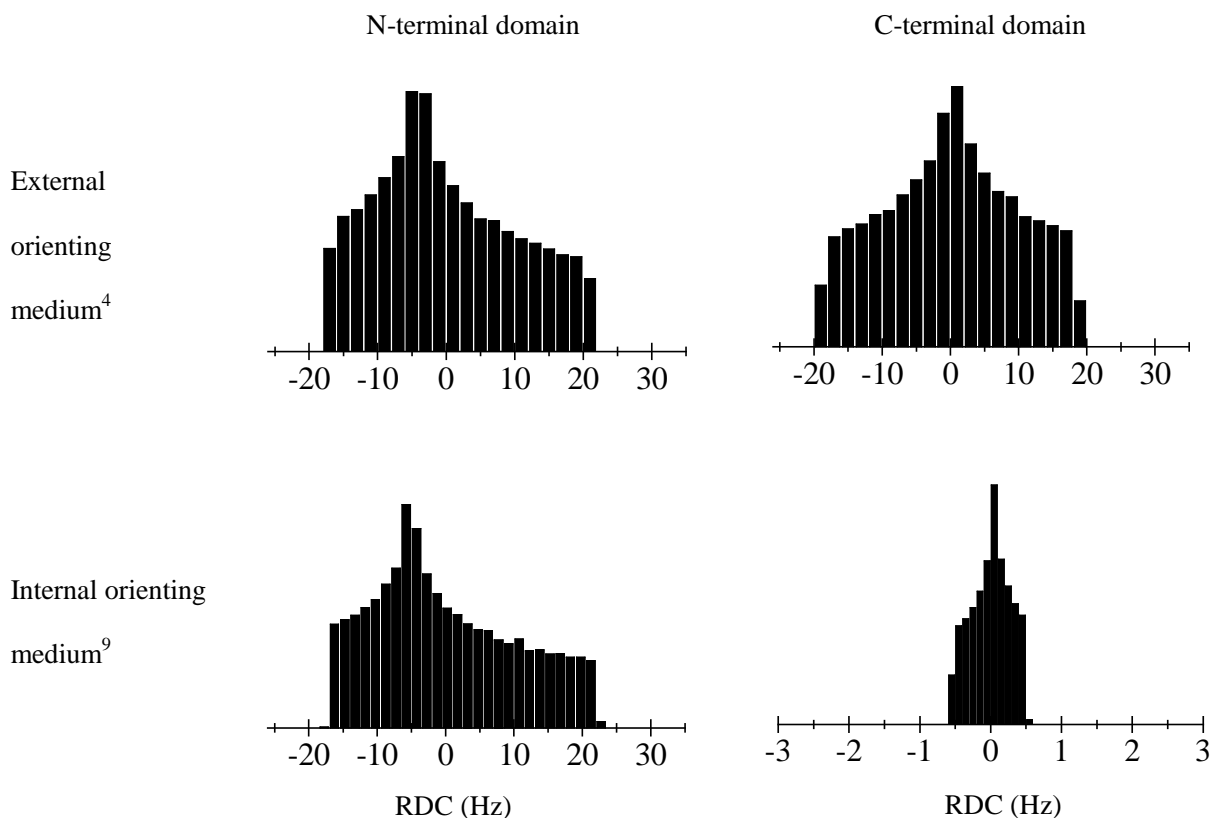 N-terminal domain
C-terminal domain
External
orienting
medium4
-20 -10 0 10 20 30
-20 -10 0 10 20 30
Internal orienting
medium9
-20 -10 0 10 20 30
-3 -2 -1 0 1 2 3
RDC (Hz)
RDC (Hz)